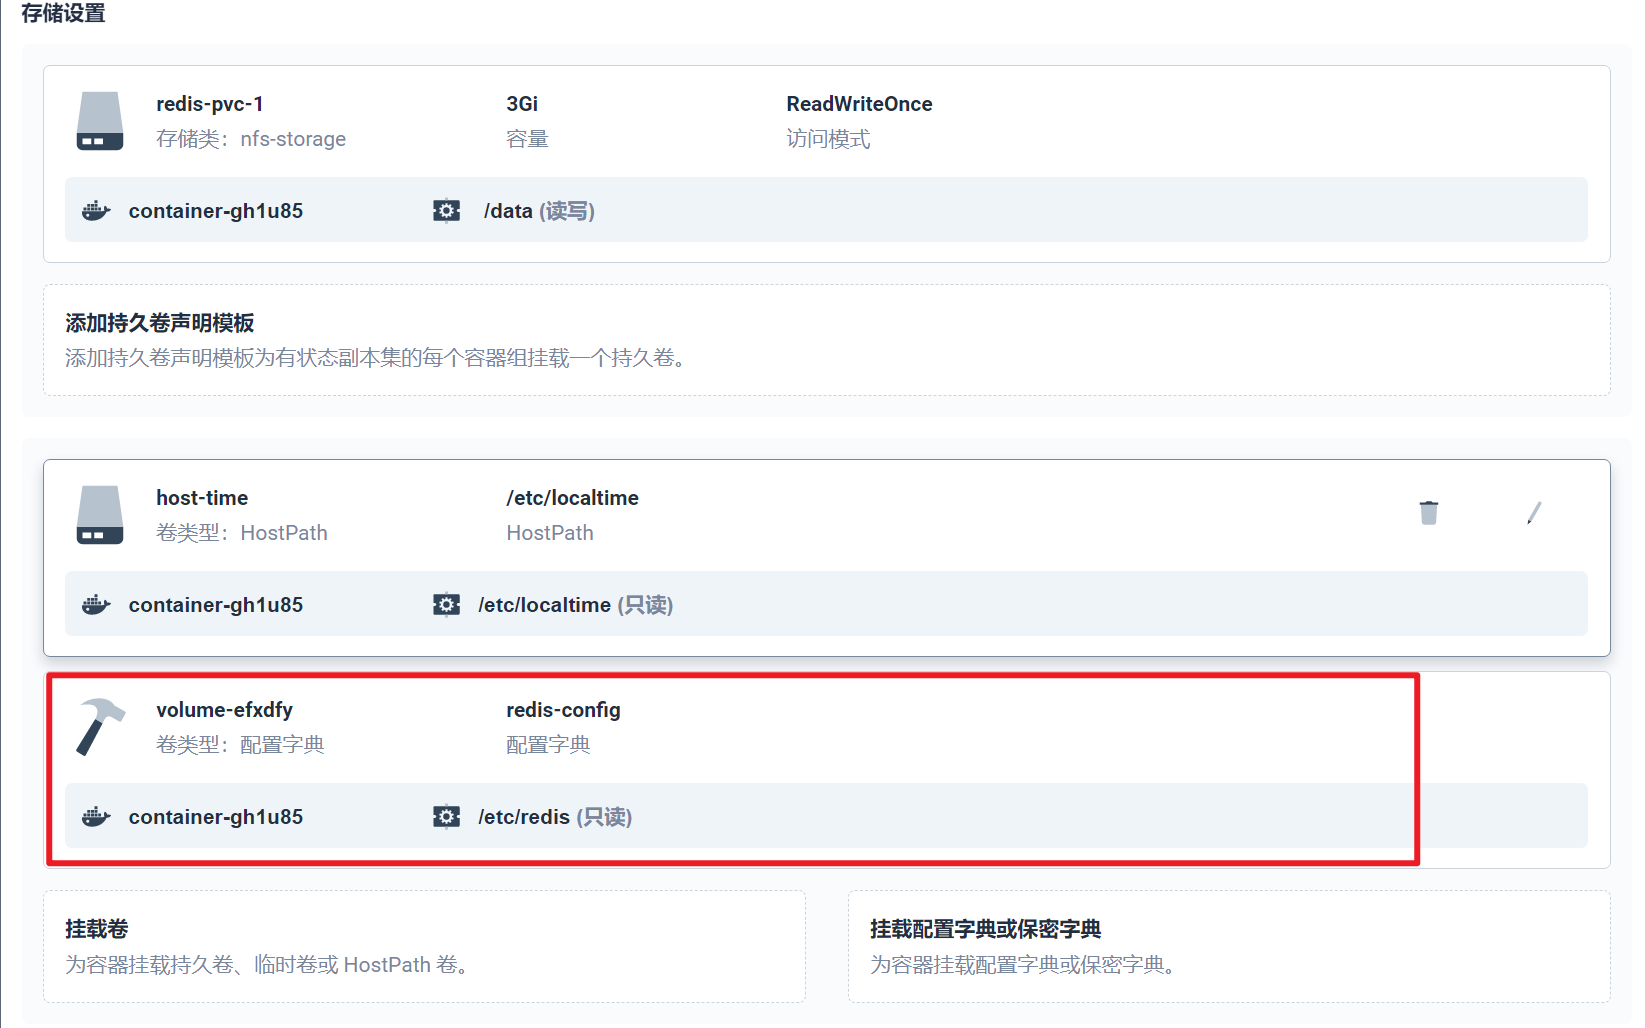 存储设置
redis-pvc-1
存储类：nfs-storage
3Gi
容量
ReadWriteOnce
访问模式
container-gh1u85
/data (读写)
添加持久卷声明模板
添加持久卷声明模板为有状态副本集的每个容器组挂载一个持久卷。
host-time
卷类型：HostPath
/etc/localtime
HostPath
container-gh1u85
/etc/localtime (只读)
volume-efxdfy
卷类型：配置字典
redis-config
配置字典
container-gh1u85
/etc/redis (只读)
挂载卷
为容器挂载持久卷、临时卷或 HostPath 卷。
挂载配置字典或保密字典
为容器挂载配置字典或保密字典。